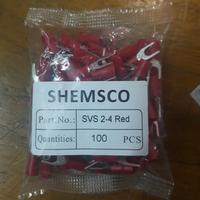 SHEMSCO
Part.No.: SVS 2-4 Red
Quantities: 100 PCS